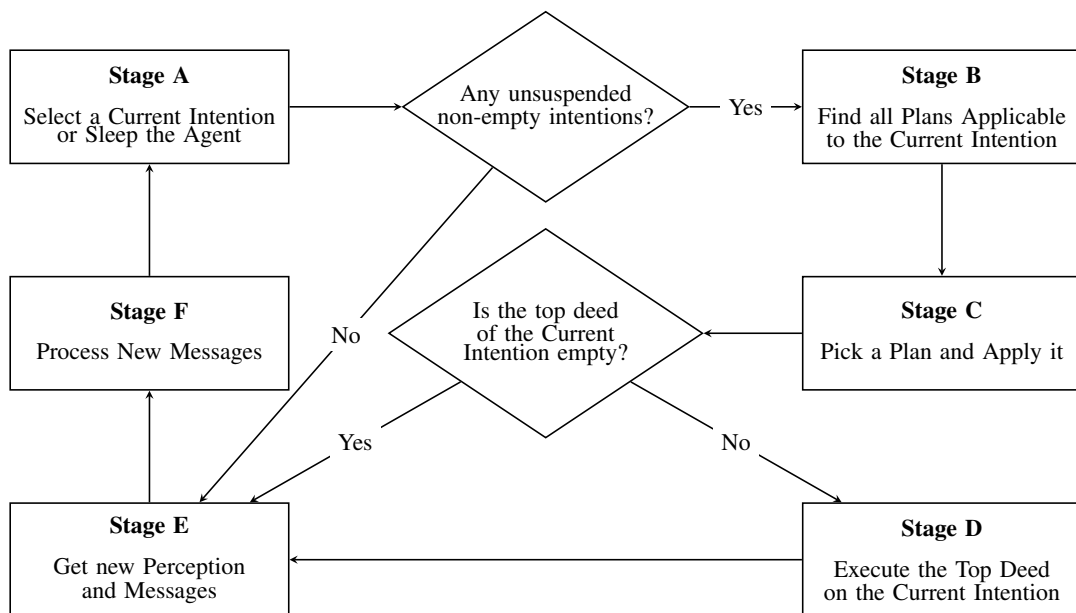 Stage A
Select a Current Intention
or Sleep the Agent
Any unsuspended
non-empty intentions?
Yes
Stage B
Find all Plans Applicable
to the Current Intention
Stage F
Process New Messages
No
Is the top deed
of the Current
Intention empty?
Stage C
Pick a Plan and Apply it
Yes
No
Stage E
Get new Perception
and Messages
Stage D
Execute the Top Deed
on the Current Intention